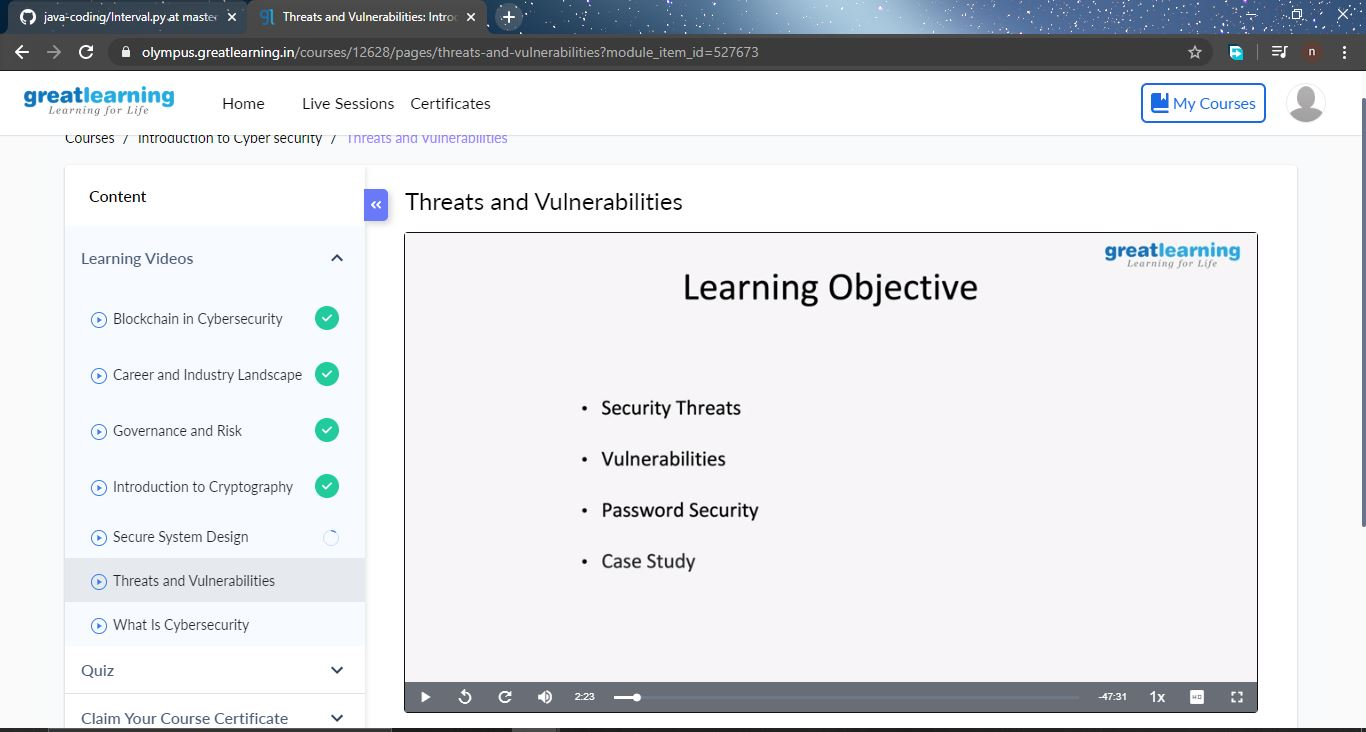 java-coding/Interval.py at maste
Threats and Vulnerabilities: Intro
olympus.greatlearning.in/courses/12628/pages/threats-and-vulnerabilities?module_item_id=527673
n
greatlearning
Learning for Life
Home
Live Sessions
Certificates
My Courses
Courses / Introduction to Cyber security / Threats and Vulnerabilities
Content
«
Threats and Vulnerabilities
Learning Videos
Blockchain in Cybersecurity
Career and Industry Landscape
Governance and Risk
Introduction to Cryptography
Secure System Design
Threats and Vulnerabilities
What Is Cybersecurity
Quiz
Claim Your Course Certificate
greatlearning
Learning for Life
Learning Objective
• Security Threats
• Vulnerabilities
• Password Security
• Case Study
2:23
-47:31
1x
HD